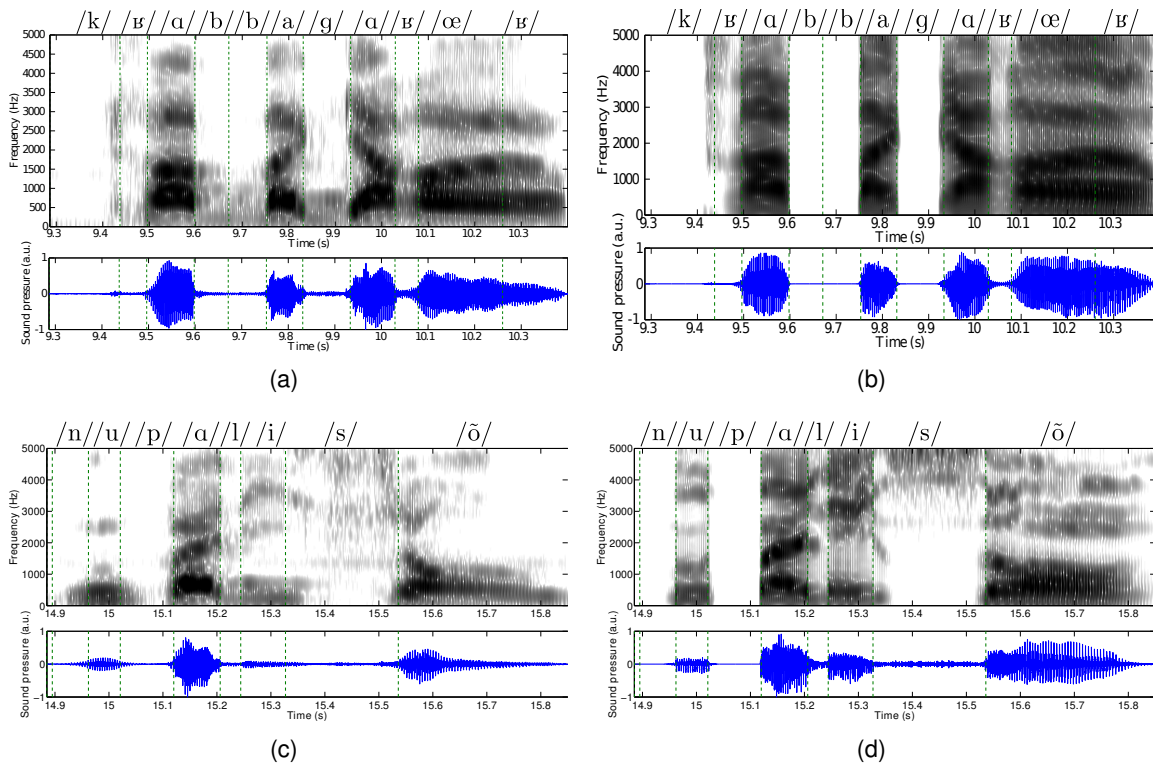 /k/ʁ/ɑ/b/b/a/g/ɑ/ʁ/œ/ʁ/
5000
4500
4000
3500
3000
2500
2000
1500
1000
500
0
Frequency (Hz)
9.3 9.4 9.5 9.6 9.7 9.8 9.9 10 10.1 10.2 10.3
Time (s)
Sound pressure (a.u.)
1
0
-1
9.3 9.4 9.5 9.6 9.7 9.8 9.9 10 10.1 10.2 10.3
Time (s)
(a)
/k/ʁ/ɑ/b/b/a/g/ɑ/ʁ/œ/ʁ/
5000
4000
3000
2000
1000
0
Frequency (Hz)
9.3 9.4 9.5 9.6 9.7 9.8 9.9 10 10.1 10.2 10.3
Time (s)
Sound pressure (a.u.)
1
0
-1
9.3 9.4 9.5 9.6 9.7 9.8 9.9 10 10.1 10.2 10.3
Time (s)
(b)
/n/u/p/ɑ/l/i/ /s/ /õ/
5000
4000
3000
2000
1000
0
Frequency (Hz)
14.9 15 15.1 15.2 15.3 15.4 15.5 15.6 15.7 15.8
Sound pressure (a.u.)
1
0
-1
14.9 15 15.1 15.2 15.3 15.4 15.5 15.6 15.7 15.8
Time (s)
(c)
/n/u/p/ɑ/l/i/ /s/ /õ/
5000
4000
3000
2000
1000
0
Frequency (Hz)
14.9 15 15.1 15.2 15.3 15.4 15.5 15.6 15.7 15.8
Sound pressure (a.u.)
1
0
-1
14.9 15 15.1 15.2 15.3 15.4 15.5 15.6 15.7 15.8
Time (s)
(d)